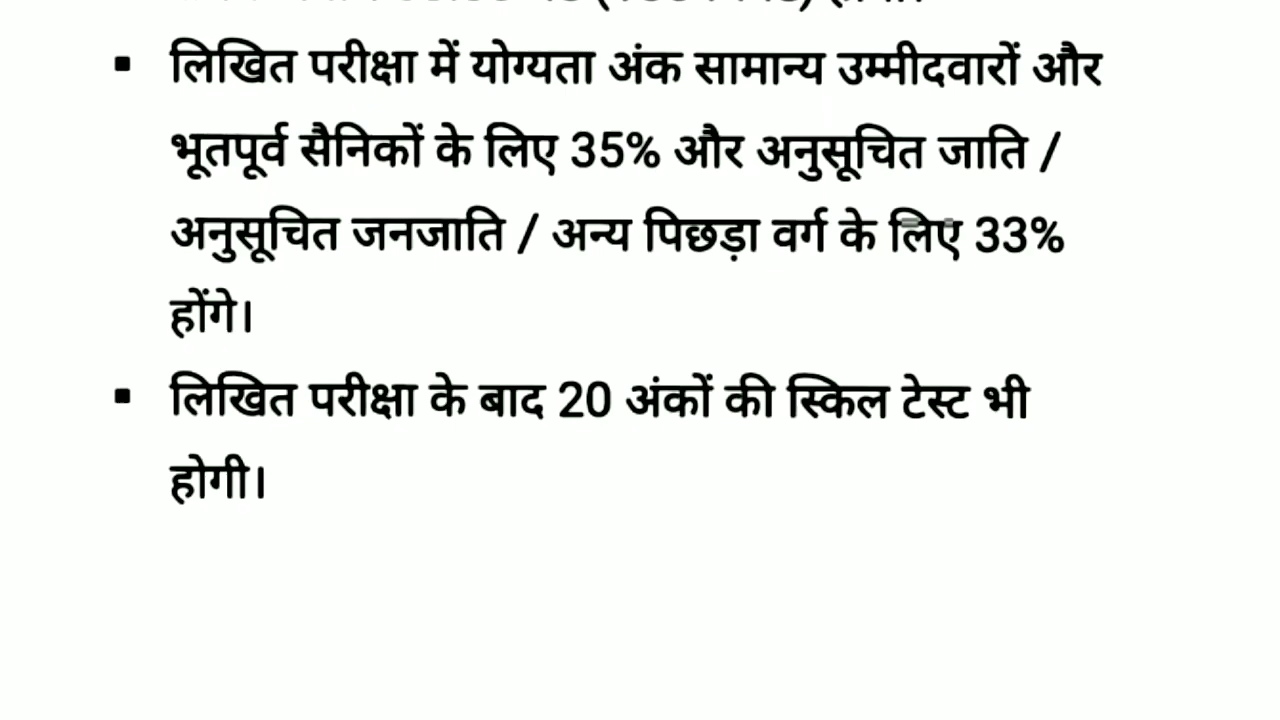 लिखित परीक्षा में योग्यता अंक सामान्य उम्मीदवारों और
भूतपूर्व सैनिकों के लिए 35% और अनुसूचित जाति /
अनुसूचित जनजाति / अन्य पिछड़ा वर्ग के लिए 33%
होंगे।
लिखित परीक्षा के बाद 20 अंकों की स्किल टेस्ट भी
होगी।